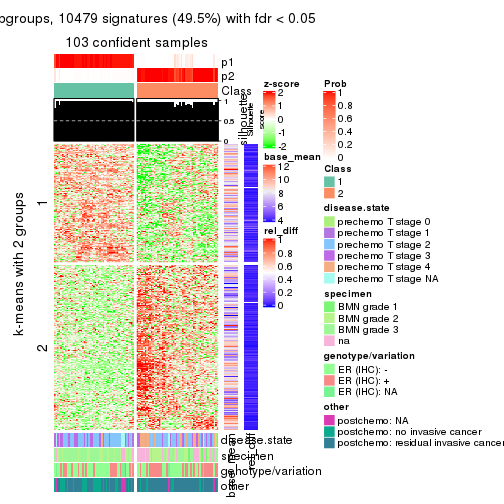 ogroups, 10479 signatures (49.5%) with fdr < 0.05
103 confident samples
p1
p2
Class
1
0.5
0
silhouette
k-means with 2 groups
1
2
disease.state
specimen
genotype/variation
other
base_mean
rel_diff
z-score
2
1
0
-1
-2
base_mean
12
10
8
6
4
rel_diff
1
0.8
0.6
0.4
0.2
0
Prob
1
0.8
0.6
0.4
0.2
0
Class
1
2
disease.state
prechemo T stage 0
prechemo T stage 1
prechemo T stage 2
prechemo T stage 3
prechemo T stage 4
prechemo T stage NA
specimen
BMN grade 1
BMN grade 2
BMN grade 3
na
genotype/variation
ER (IHC): -
ER (IHC): +
ER (IHC): NA
other
postchemo: NA
postchemo: no invasive cancer
postchemo: residual invasive cancer